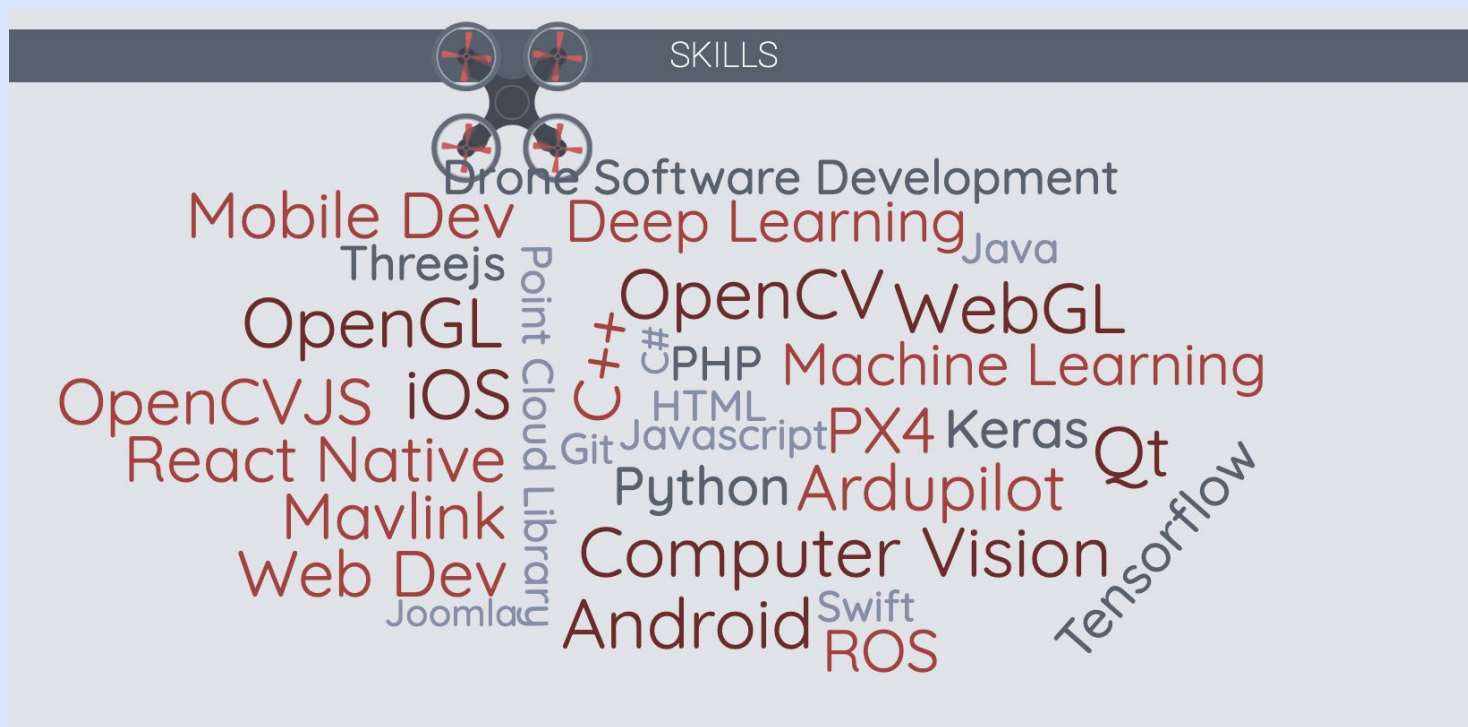 SKILLS
Drone Software Development
Mobile Dev
Deep Learning
Java
Threejs
Point Cloud Library
OpenCV
WebGL
OpenGL
C++
C#
PHP
Machine Learning
OpenCVJS
iOS
HTML
Javascript
PX4
Keras
Qt
React Native
Git
Python
Ardupilot
Tensorflow
Mavlink
Computer Vision
Web Dev
Joomla
Android
Swift
ROS